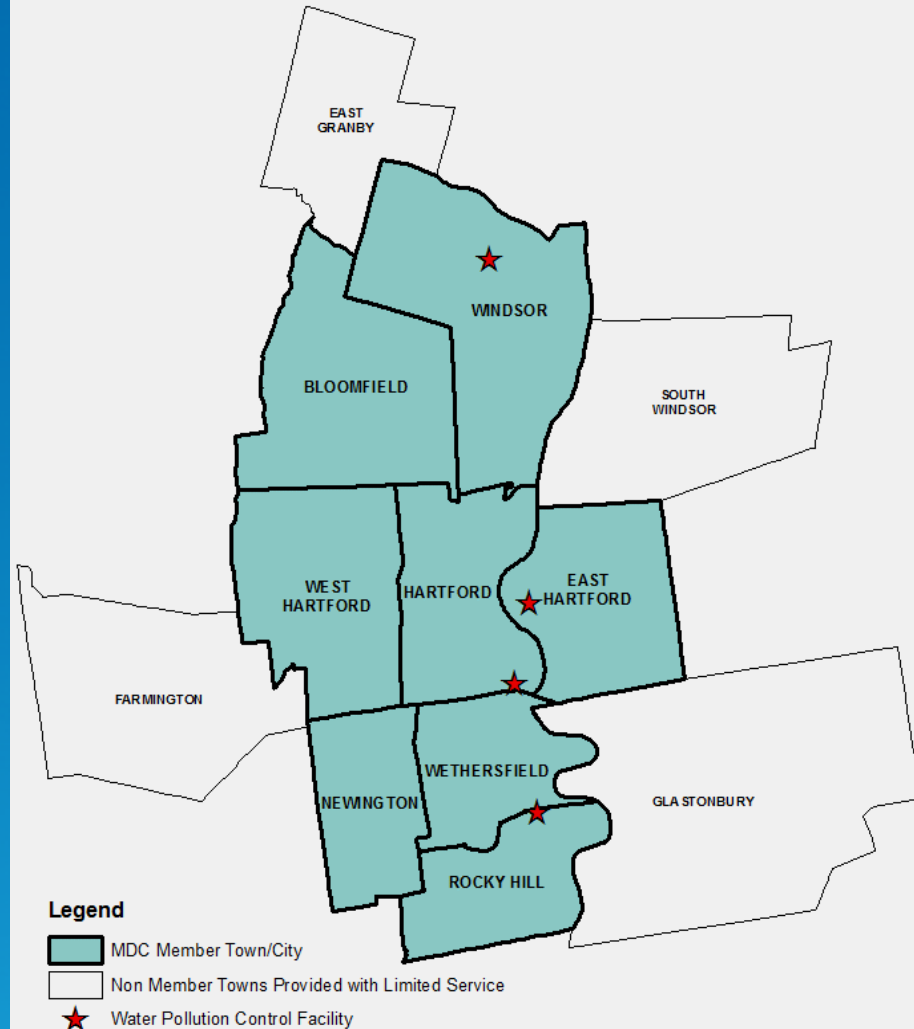 EAST
GRANBY
WINDSOR
BLOOMFIELD
SOUTH
WINDSOR
WEST
HARTFORD
HARTFORD
EAST
HARTFORD
FARMINGTON
WETHERSFIELD
NEWINGTON
GLASTONBURY
ROCKY HILL
Legend
MDC Member Town/City
Non Member Towns Provided with Limited Service
Water Pollution Control Facility